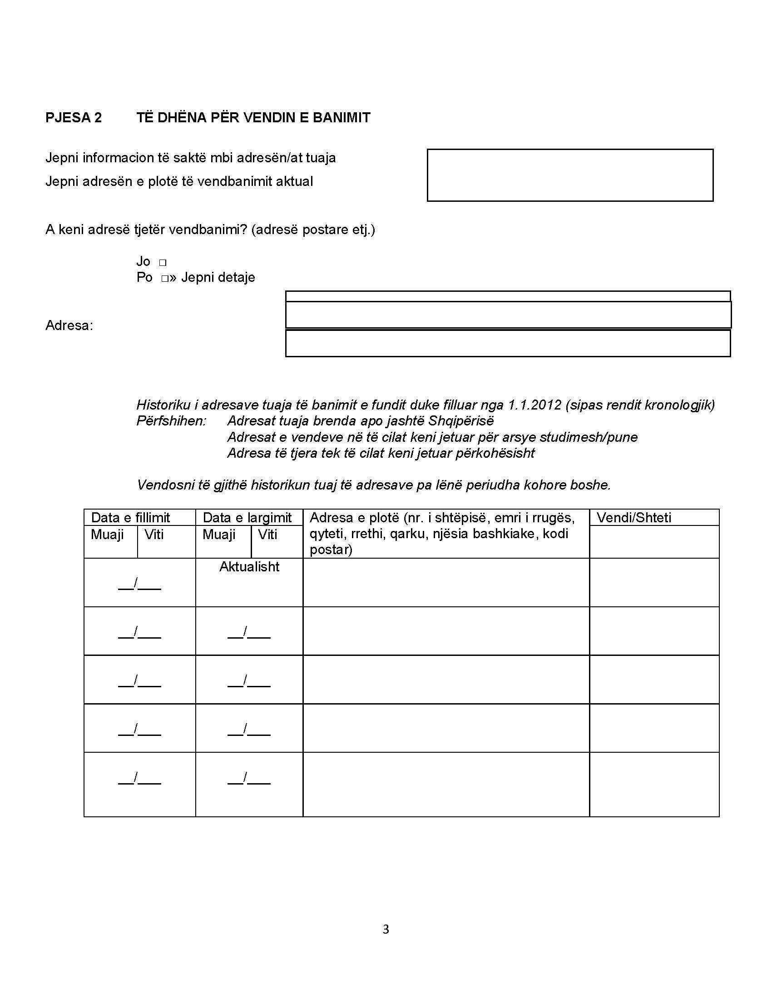 PJESA 2 TË DHËNA PËR VENDIN E BANIMIT
Jepni informacion të saktë mbi adresën/at tuaja
Jepni adresën e plotë të vendbanimit aktual
A keni adresë tjetër vendbanimi? (adresë postare etj.)
Jo □
Po □» Jepni detaje
Adresa:
Historiku i adresave tuaja të banimit e fundit duke filluar nga 1.1.2012 (sipas rendit kronologjik)
Përfshihen: Adresat tuaja brenda apo jashtë Shqipërisë
Adresat e vendeve në të cilat keni jetuar për arsye studimesh/pune
Adresa të tjera tek të cilat keni jetuar përkohësisht
Vendosni të gjithë historikun tuaj të adresave pa lënë periudha kohore boshe.
Data e fillimit Data e largimit Adresa e plotë (nr. i shtëpisë, emri i rrugës, Vendi/Shteti
Muaji Viti Muaji Viti qyteti, rrethi, qarku, njësia bashkiake, kodi
postar)
Aktualisht
__/___
__/___ __/___
__/___ __/___
__/___ __/___
__/___ __/___
3